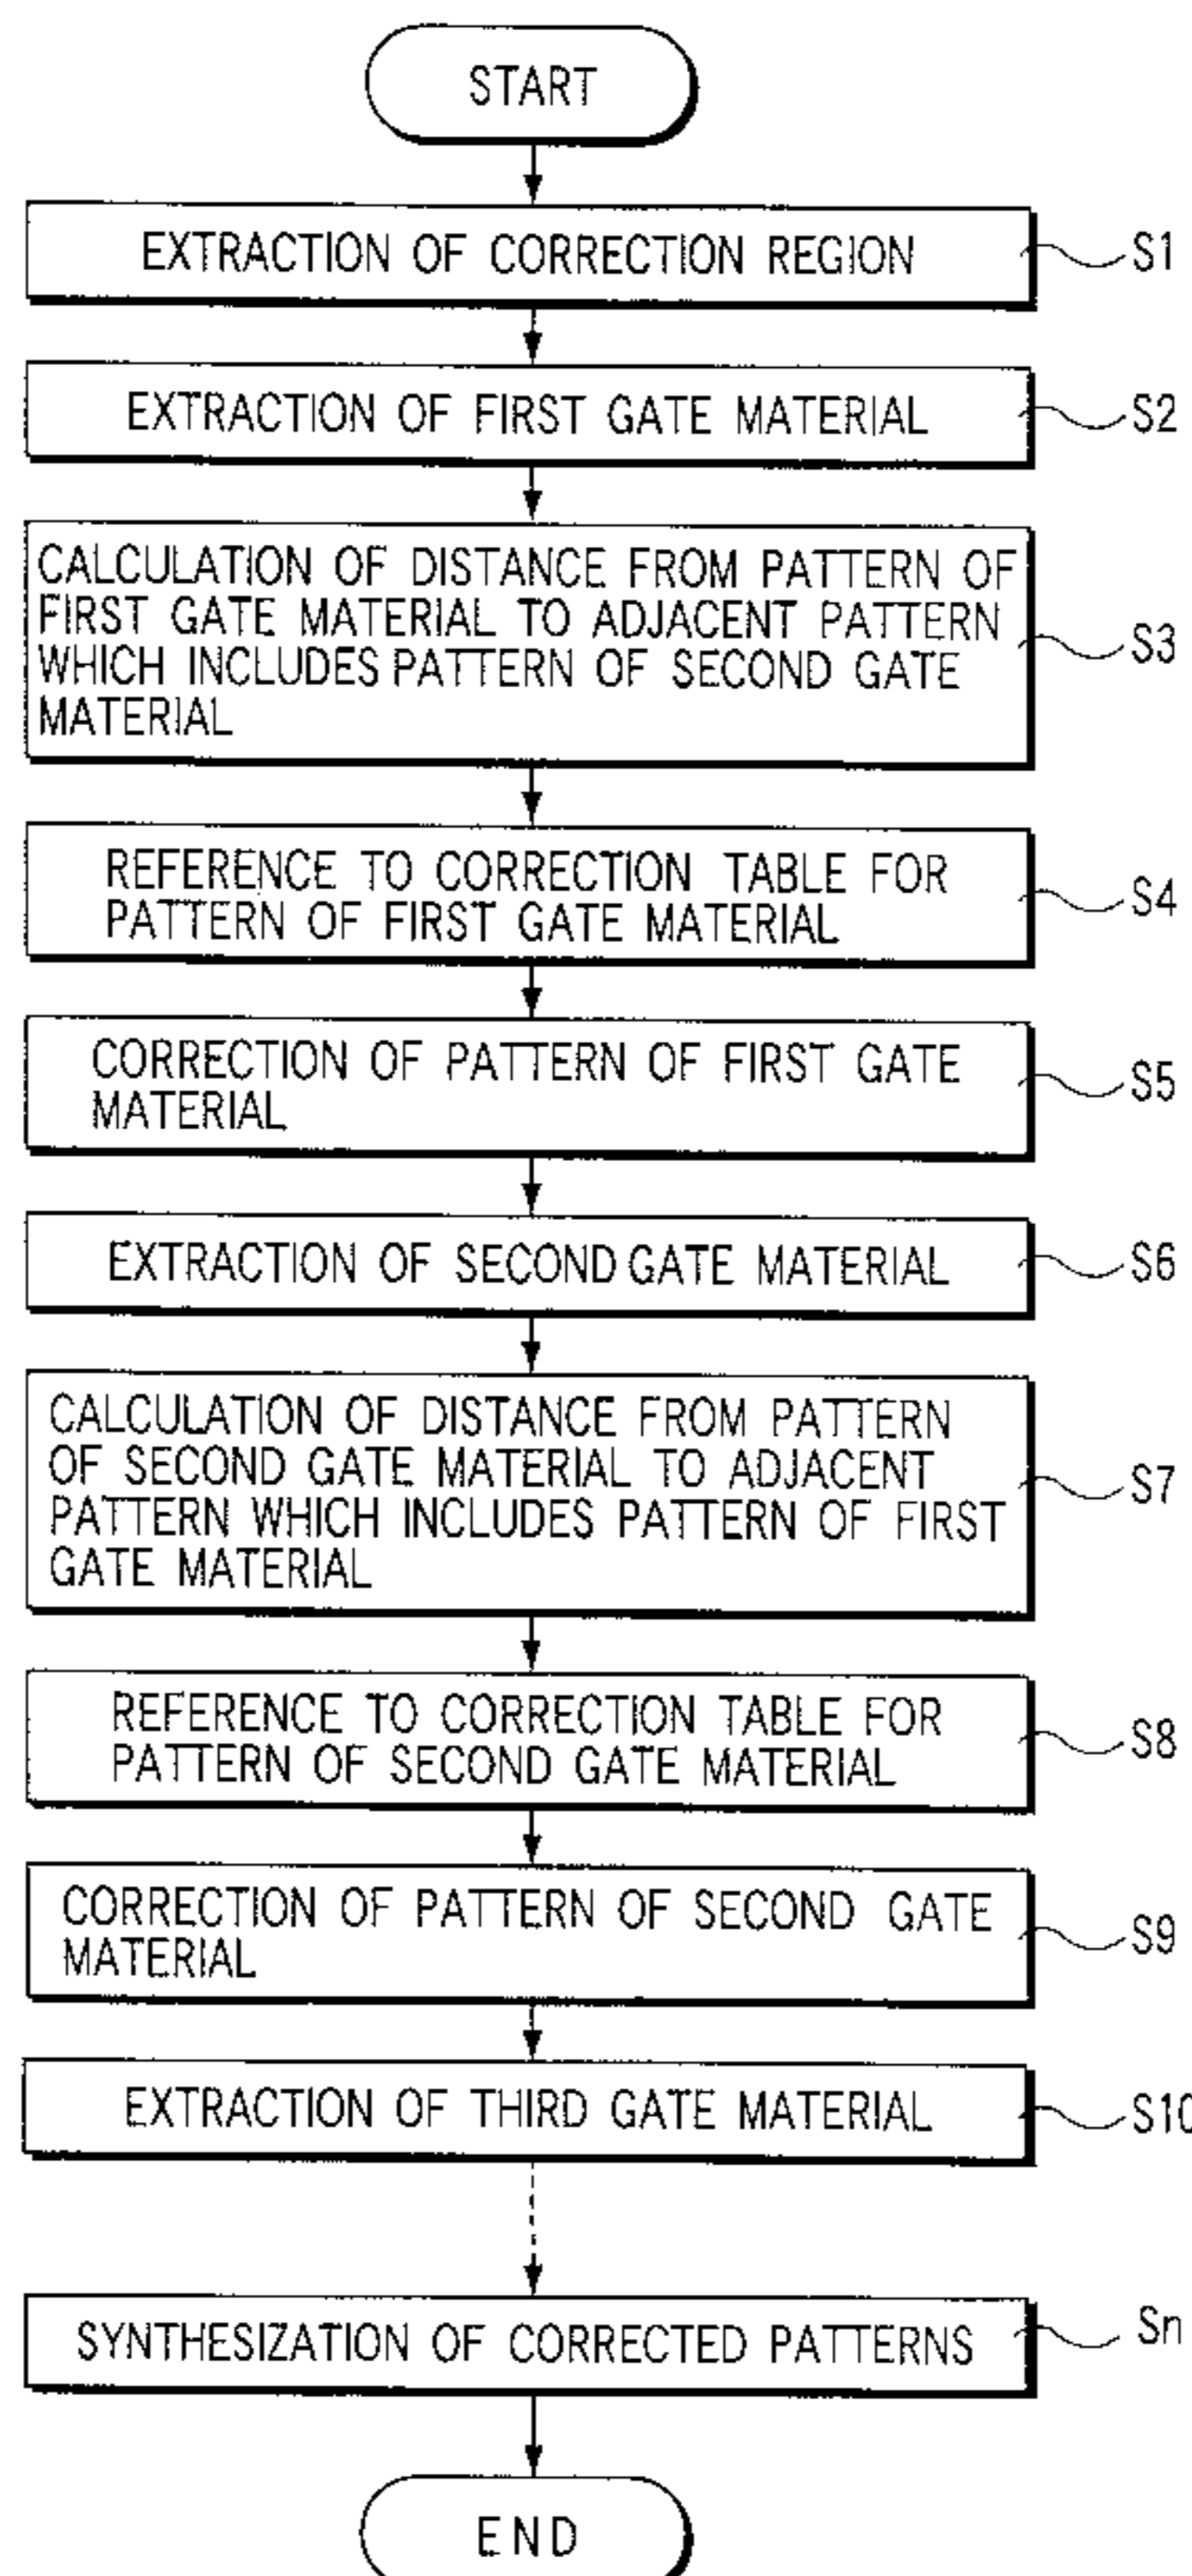 START
EXTRACTION OF CORRECTION REGION
S1
EXTRACTION OF FIRST GATE MATERIAL
S2
CALCULATION OF DISTANCE FROM PATTERN OF
FIRST GATE MATERIAL TO ADJACENT PATTERN
WHICH INCLUDES PATTERN OF SECOND GATE
MATERIAL
S3
REFERENCE TO CORRECTION TABLE FOR
PATTERN OF FIRST GATE MATERIAL
S4
CORRECTION OF PATTERN OF FIRST GATE
MATERIAL
S5
EXTRACTION OF SECOND GATE MATERIAL
S6
CALCULATION OF DISTANCE FROM PATTERN
OF SECOND GATE MATERIAL TO ADJACENT
PATTERN WHICH INCLUDES PATTERN OF FIRST
GATE MATERIAL
S7
REFERENCE TO CORRECTION TABLE FOR
PATTERN OF SECOND GATE MATERIAL
S8
CORRECTION OF PATTERN OF SECOND GATE
MATERIAL
S9
EXTRACTION OF THIRD GATE MATERIAL
S10
SYNTHESIZATION OF CORRECTED PATTERNS
Sn
END